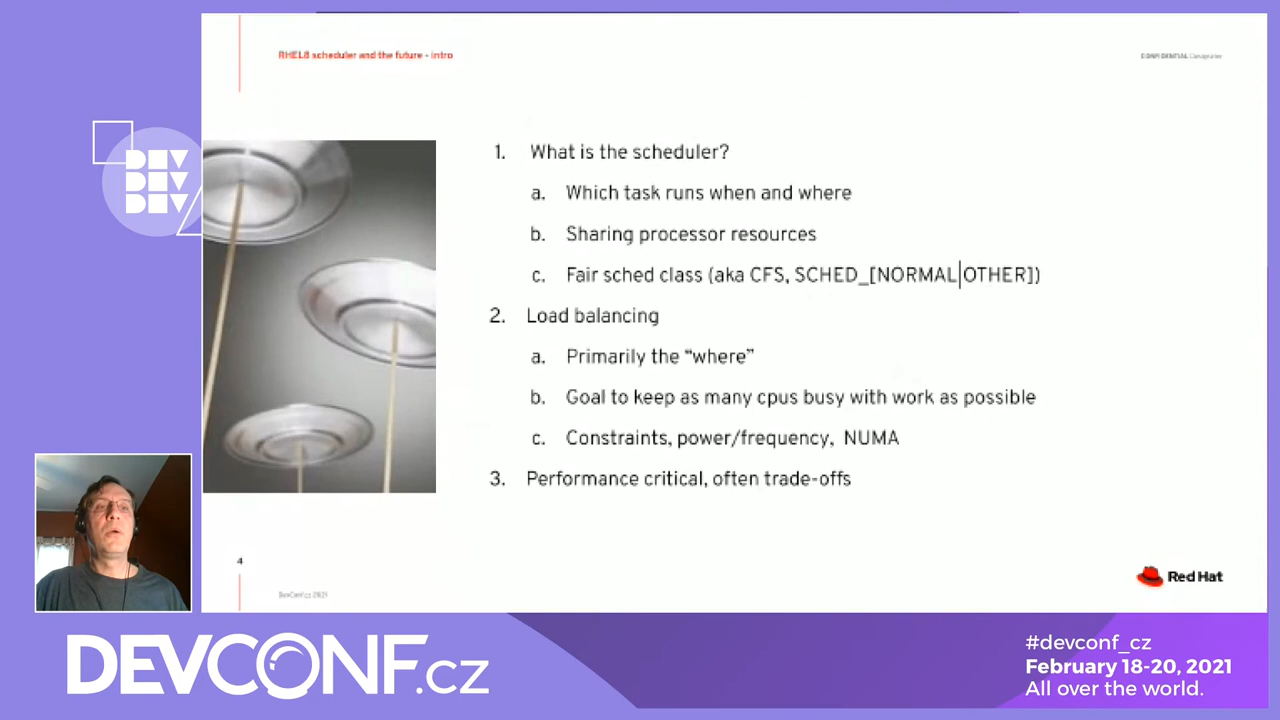 RHEL8 scheduler and the future - intro
CONFIDENTIAL Designator
DEV
DEV
DEV
1. What is the scheduler?
a. Which task runs when and where
b. Sharing processor resources
c. Fair sched class (aka CFS, SCHED_[NORMAL|OTHER])
2. Load balancing
a. Primarily the “where”
b. Goal to keep as many cpus busy with work as possible
c. Constraints, power/frequency, NUMA
3. Performance critical, often trade-offs
4
Red Hat
DevConf.cz 2021
DEVCONF.cz
#devconf_cz
February 18-20, 2021
All over the world.